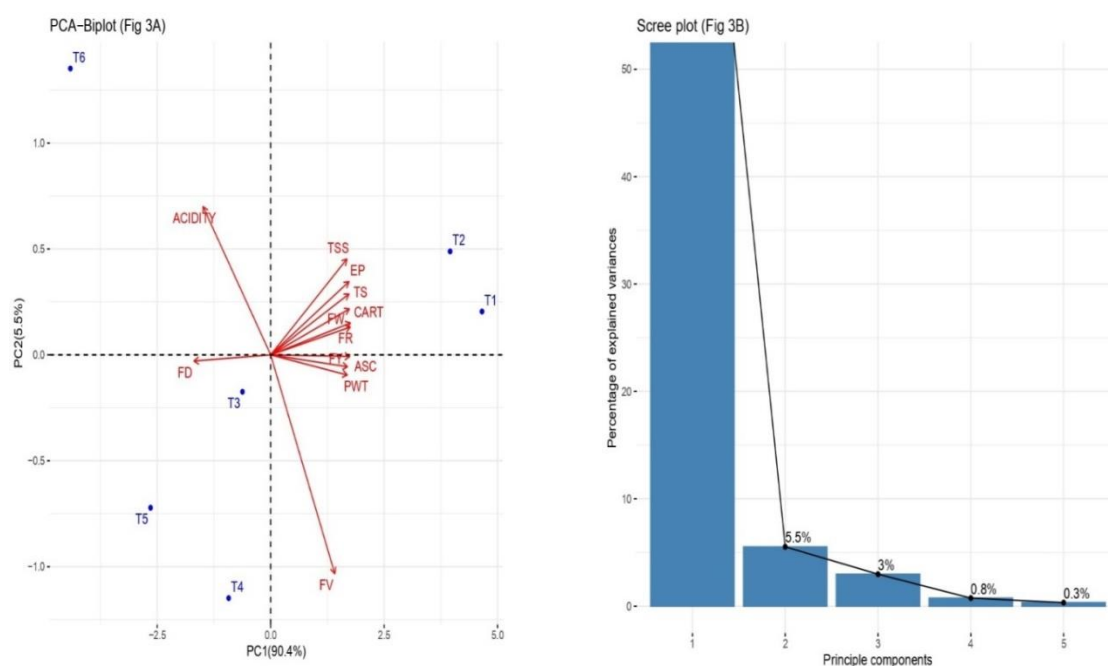 PCA−Biplot (Fig 3A)
T6
1.0
ACIDITY
0.5
TSS
T2
EP
TS
T1
CART
FW
FR
PC2(5.5%)
0.0
FT
ASC
FD
PWT
T3
−0.5
T5
−1.0
FV
T4
−2.5
0.0
2.5
5.0
PC1(90.4%)
Scree plot (Fig 3B)
50
40
30
Percentage of explained variances
20
10
5.5%
3%
0.8%
0.3%
0
1
2
3
4
5
Principle components